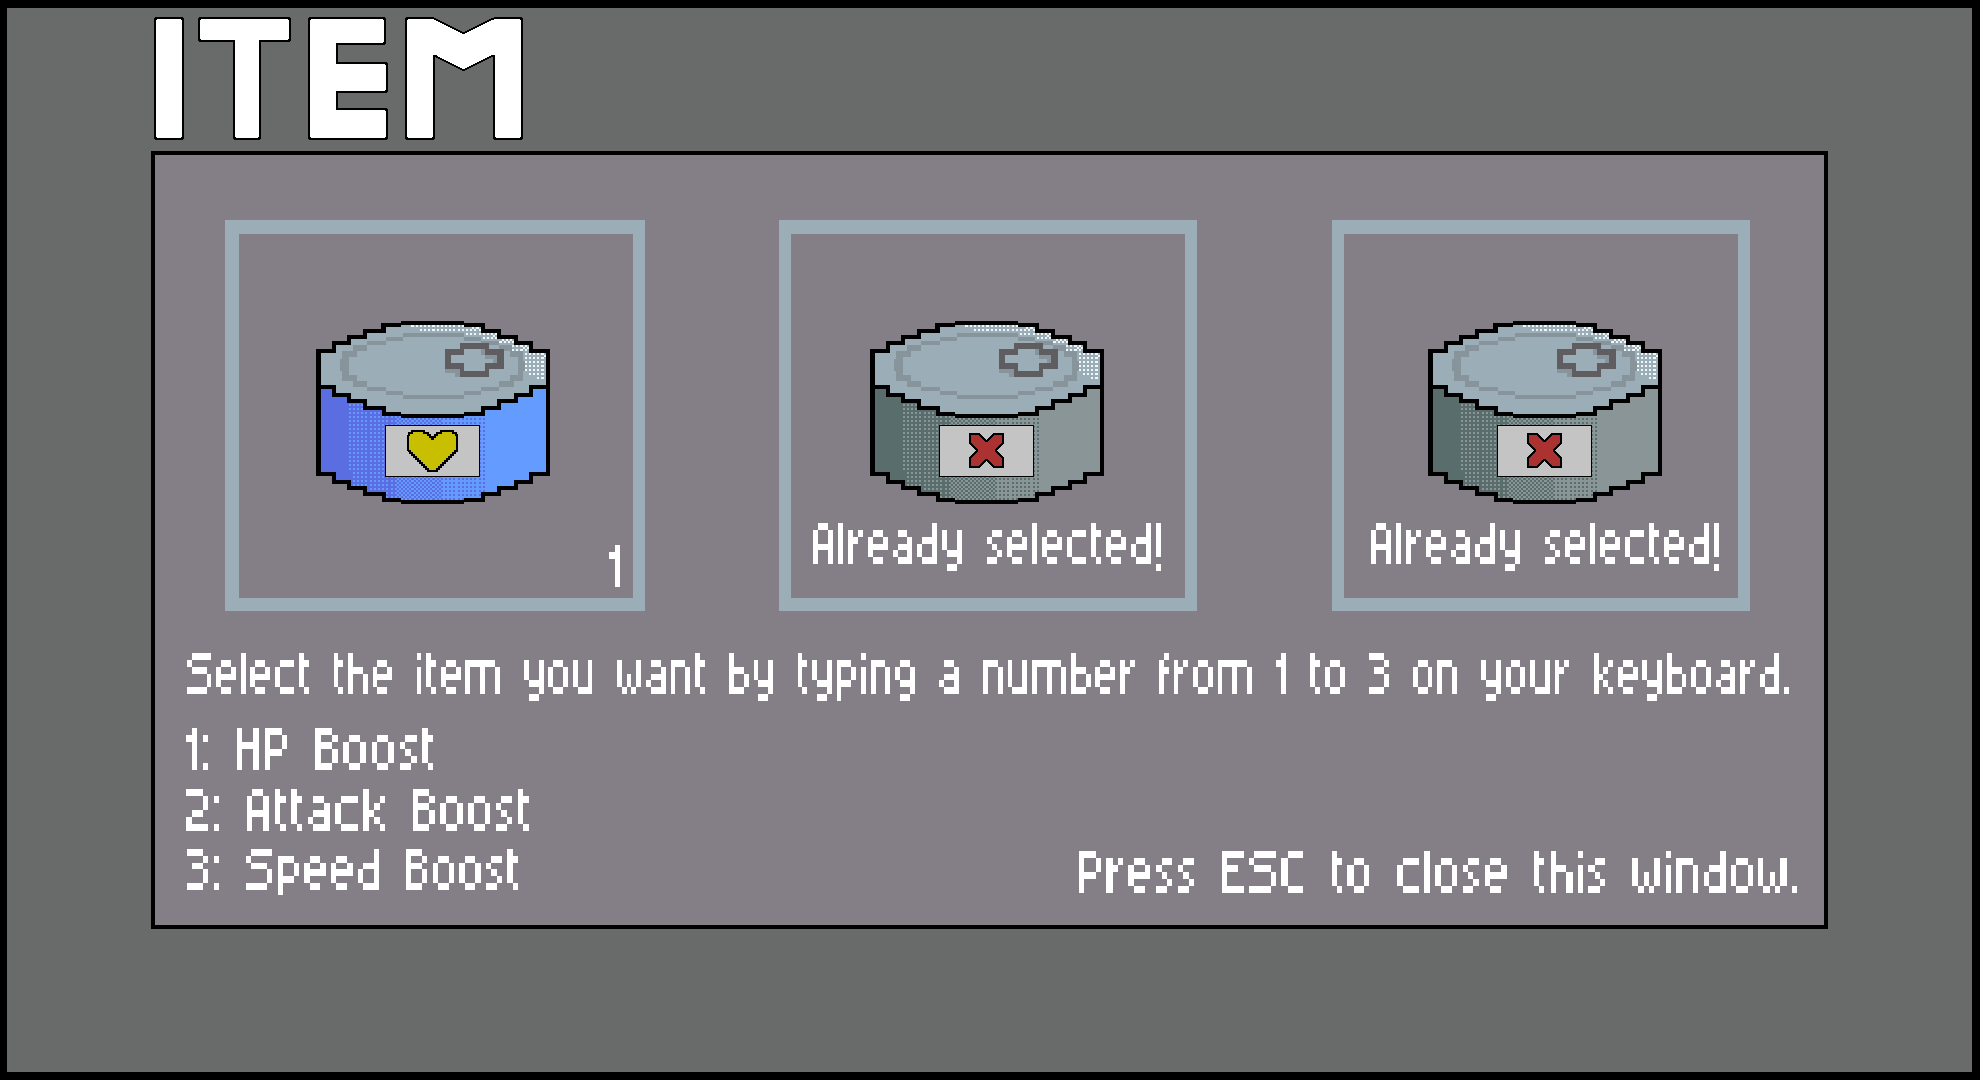 ITEM
1
Already selected!
Already selected!
Select the item you want by typing a number from 1 to 3 on your keyboard.
1: HP Boost
2: Attack Boost
3: Speed Boost
Press ESC to close this window.